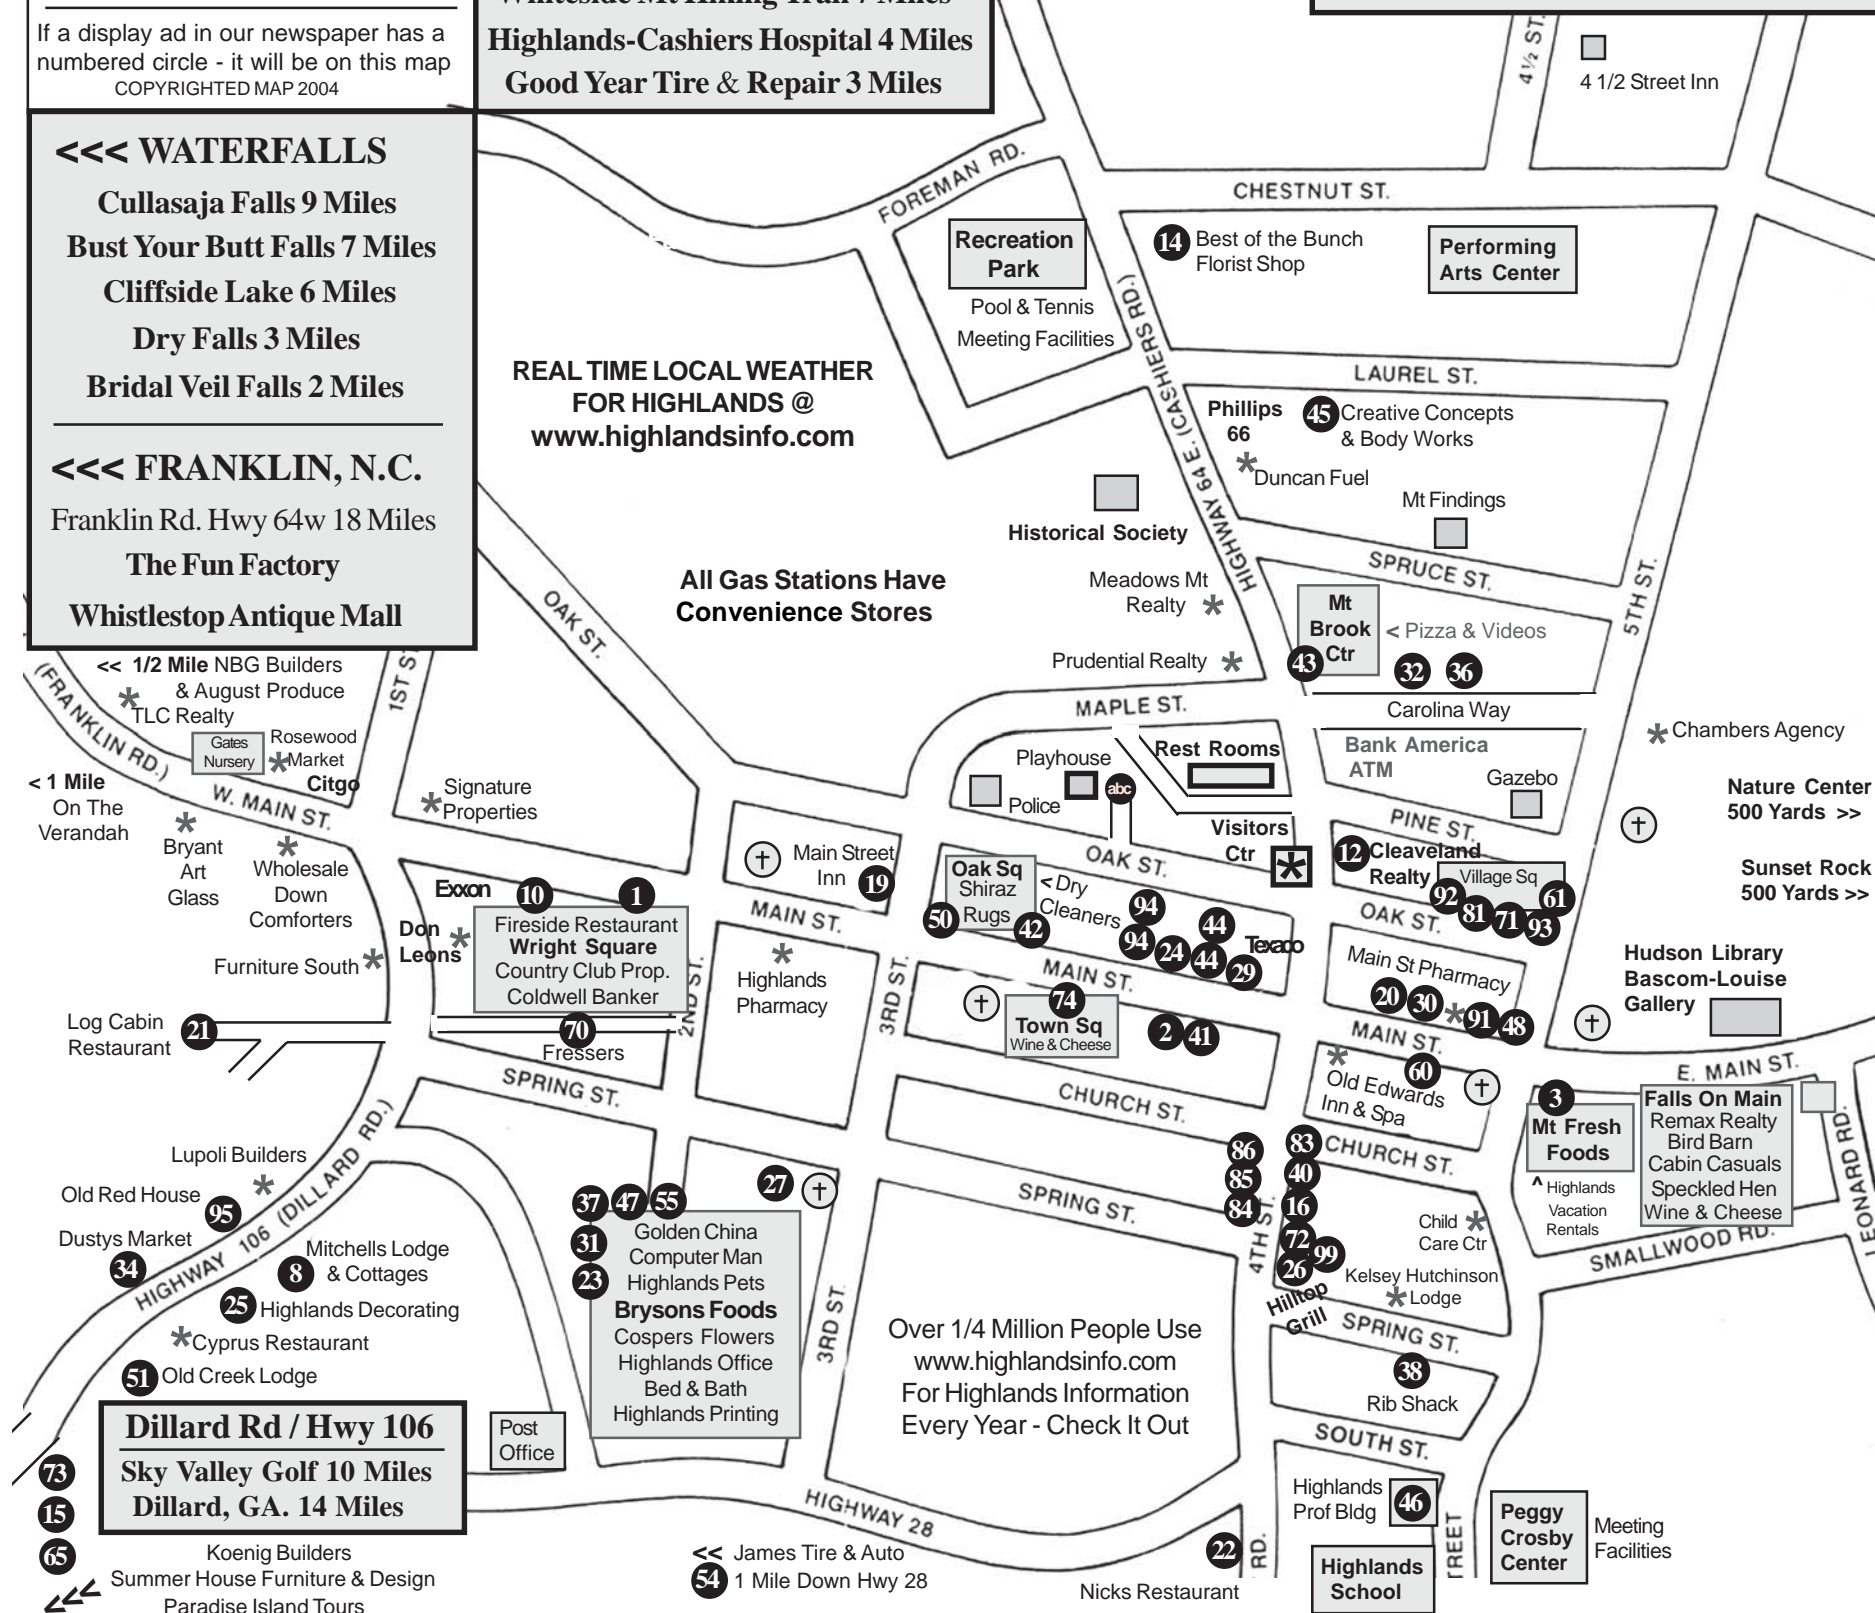 If a display ad in our newspaper has a
numbered circle - it will be on this map
COPYRIGHTED MAP 2004
Whiteside Mt Hiking Trail 7 Miles
Highlands-Cashiers Hospital 4 Miles
Good Year Tire & Repair 3 Miles
4½ ST.
4 1/2 Street Inn
<<< WATERFALLS
Cullasaja Falls 9 Miles
Bust Your Butt Falls 7 Miles
Cliffside Lake 6 Miles
Dry Falls 3 Miles
Bridal Veil Falls 2 Miles
<<< FRANKLIN, N.C.
Franklin Rd. Hwy 64w 18 Miles
The Fun Factory
Whistlestop Antique Mall
FOREMAN RD.
CHESTNUT ST.
Recreation
Park
Pool & Tennis
Meeting Facilities
14 Best of the Bunch
Florist Shop
Performing
Arts Center
HIGHWAY 64 E. (CASHIERS RD.)
REAL TIME LOCAL WEATHER
FOR HIGHLANDS @
www.highlandsinfo.com
LAUREL ST.
Phillips
66
45 Creative Concepts
& Body Works
Duncan Fuel
Mt Findings
Historical Society
SPRUCE ST.
5TH ST.
All Gas Stations Have
Convenience Stores
OAK ST.
Meadows Mt
Realty
Prudential Realty
Mt
Brook
Ctr
43
< Pizza & Videos
32 36
MAPLE ST.
Carolina Way
<< 1/2 Mile NBG Builders
& August Produce
TLC Realty
1ST ST
(FRANKLIN RD.)
Gates
Nursery
Rosewood
Market
Citgo
W. MAIN ST.
< 1 Mile
On The
Verandah
Bryant
Art
Glass
Wholesale
Down
Comforters
Signature
Properties
Playhouse
Police
abc
Rest Rooms
Bank America
ATM
Gazebo
Chambers Agency
Nature Center
500 Yards >>
Sunset Rock
500 Yards >>
Visitors
Ctr
PINE ST.
OAK ST.
12 Cleaveland
Realty
Village Sq
92 81 71 93 61
OAK ST.
Main Street
Inn 19
MAIN ST.
Oak Sq
Shiraz
Rugs
50 42
< Dry
Cleaners
94
94 24 44 44 29
Texaco
MAIN ST.
Exxon
10 1
Don
Leons
Fireside Restaurant
Wright Square
Country Club Prop.
Coldwell Banker
2ND ST.
Furniture South
Highlands
Pharmacy
3RD ST.
Main St Pharmacy
20 30 91 48
MAIN ST.
Hudson Library
Bascom-Louise
Gallery
Log Cabin
Restaurant
21
70
Fressers
SPRING ST.
74
Town Sq
Wine & Cheese
2 41
CHURCH ST.
60
Old Edwards
Inn & Spa
E. MAIN ST.
3
Mt Fresh
Foods
^ Highlands
Vacation
Rentals
Falls On Main
Remax Realty
Bird Barn
Cabin Casuals
Speckled Hen
Wine & Cheese
LEONARD RD.
SMALLWOOD RD.
Lupoli Builders
Old Red House
95
Dustys Market
34
HIGHWAY 106 (DILLARD RD.)
8 Mitchells Lodge
& Cottages
25 Highlands Decorating
Cyprus Restaurant
51 Old Creek Lodge
37 47 55
31
23
27
Golden China
Computer Man
Highlands Pets
Brysons Foods
Cospers Flowers
Highlands Office
Bed & Bath
Highlands Printing
3RD ST.
SPRING ST.
86
85
84
4TH ST.
83
40
16
72
99
26
CHURCH ST.
Child
Care Ctr
Kelsey Hutchinson
Lodge
Hilltop
Grill
SPRING ST.
38
Rib Shack
SOUTH ST.
Over 1/4 Million People Use
www.highlandsinfo.com
For Highlands Information
Every Year - Check It Out
Dillard Rd / Hwy 106
Sky Valley Golf 10 Miles
Dillard, GA. 14 Miles
73
15
65
Koenig Builders
Summer House Furniture & Design
Paradise Island Tours
Post
Office
HIGHWAY 28
<< James Tire & Auto
54 1 Mile Down Hwy 28
22
Nicks Restaurant
RD.
Highlands
Prof Bldg
46
Highlands
School
TREET
Peggy
Crosby
Center
Meeting
Facilities